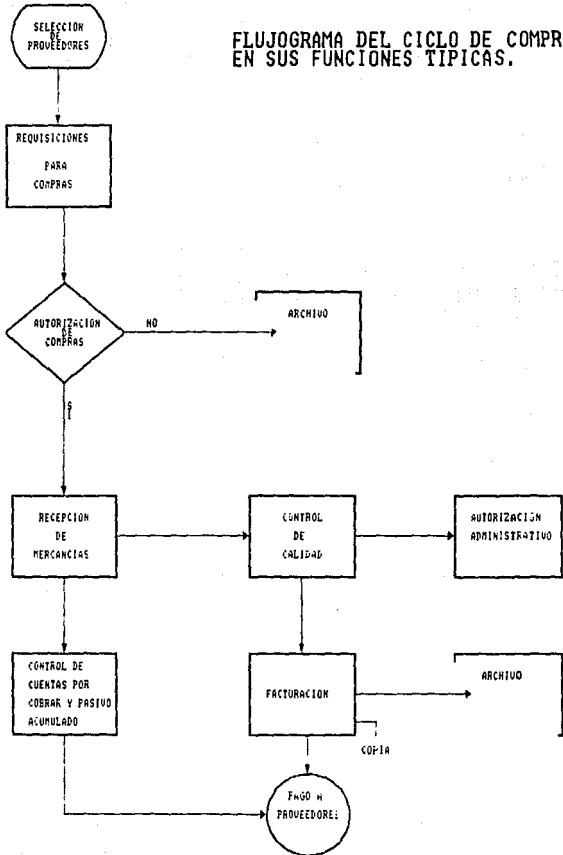 SELECCION
DE
PROVEEDORES
FLUJOGRAMA DEL CICLO DE COMPR
EN SUS FUNCIONES TIPICAS.
REQUISICIONES
PARA
COMPRAS
AUTORIZACION
DE
COMPRAS
NO
ARCHIVO
SI
RECEPCION
DE
MERCANCIAS
CONTROL
DE
CALIDAD
AUTORIZACION
ADMINISTRATIVO
CONTROL DE
CUENTAS POR
COBRAR Y PASIVO
ACUMULADO
FACTURACION
ARCHIVO
COPIA
PAGO A
PROVEEDORES